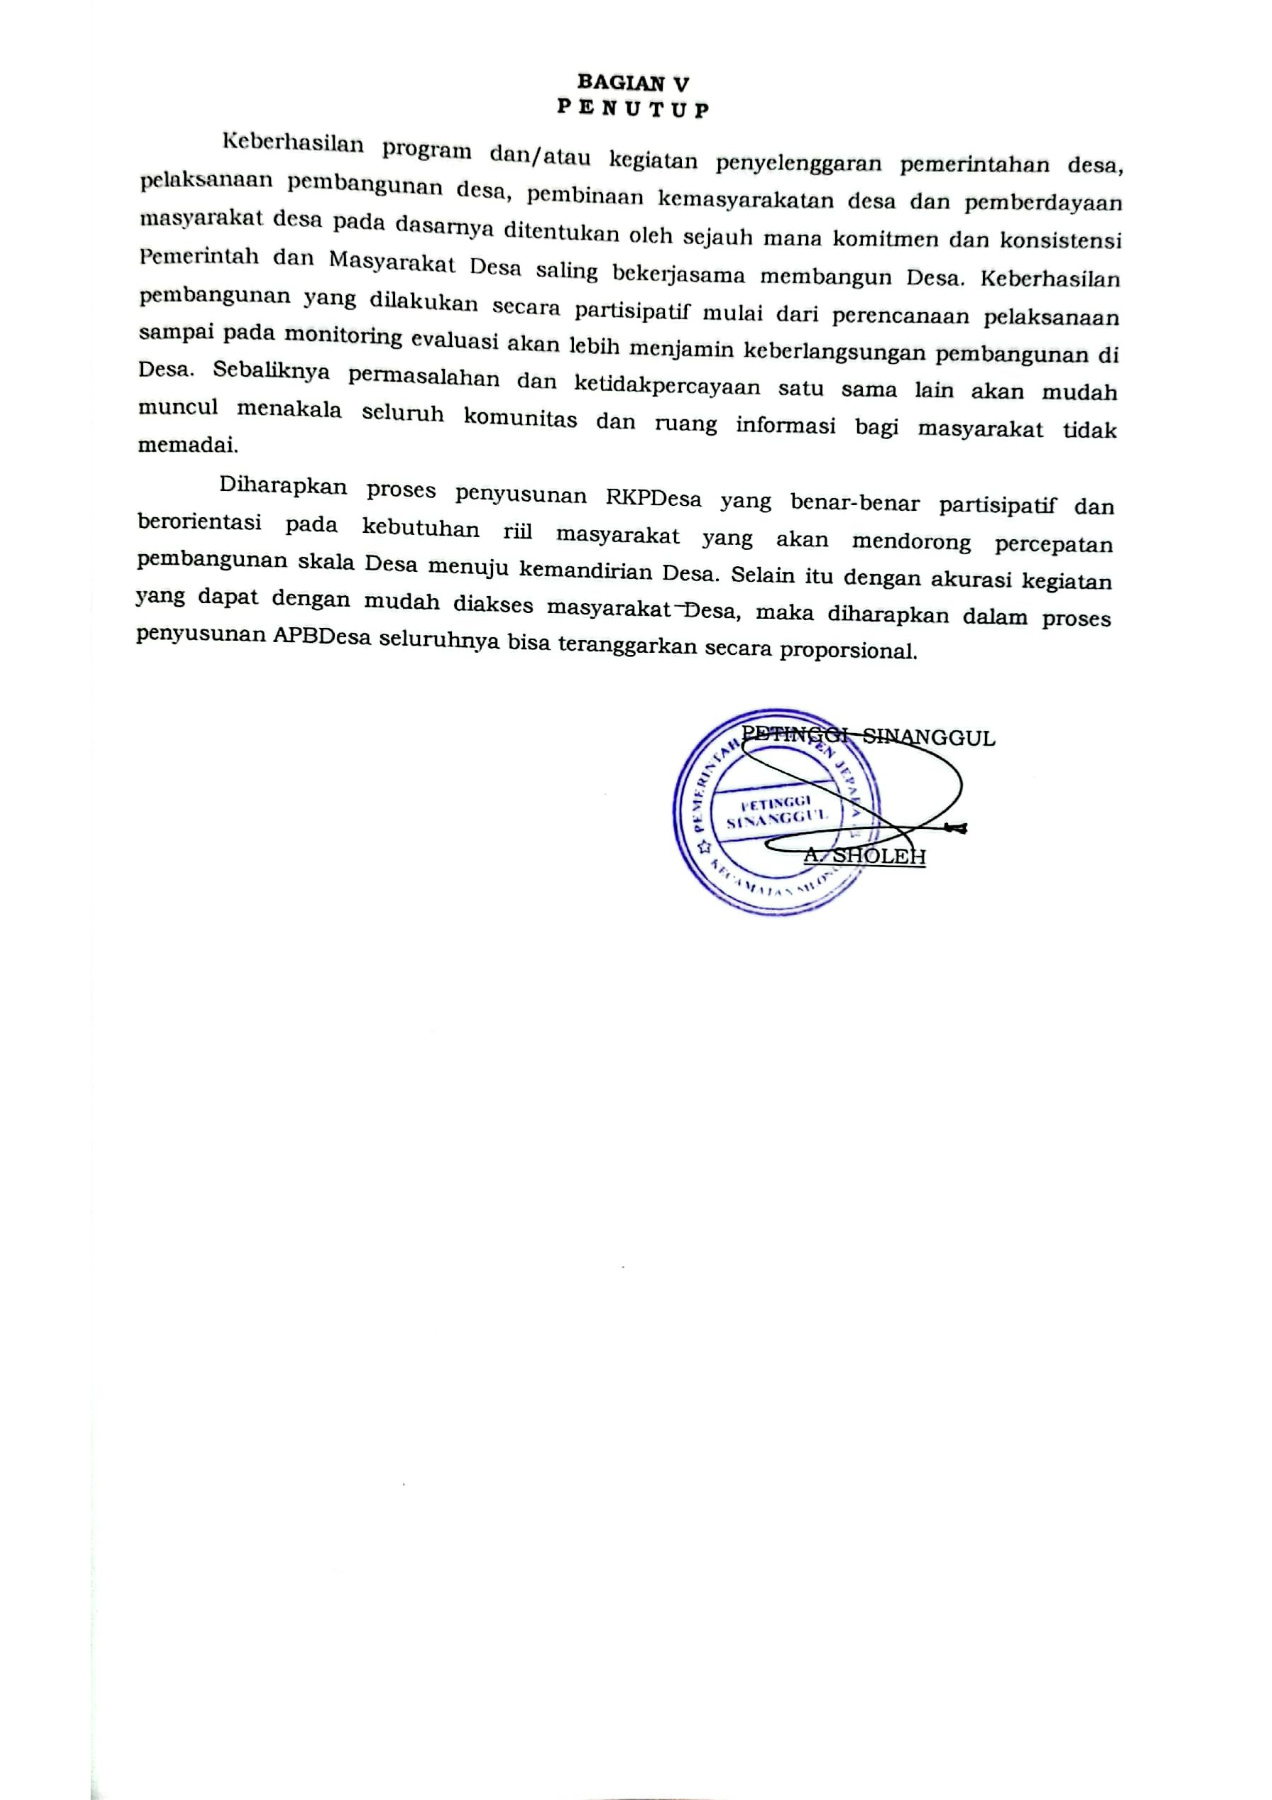 BAGIAN V
P E N U T U P
Keberhasilan program dan/atau kegiatan penyelenggaran pemerintahan desa,
pelaksanaan pembangunan desa, pembinaan kemasyarakatan desa dan pemberdayaan
masyarakat desa pada dasarnya ditentukan oleh sejauh mana komitmen dan konsistensi
Pemerintah dan Masyarakat Desa saling bekerjasama membangun Desa. Keberhasilan
pembangunan yang dilakukan secara partisipatif mulai dari perencanaan pelaksanaan
sampai pada monitoring evaluasi akan lebih menjamin keberlangsungan pembangunan di
Desa. Sebaliknya permasalahan dan ketidakpercayaan satu sama lain akan mudah
muncul menakala seluruh komunitas dan ruang informasi bagi masyarakat tidak
memadai.
Diharapkan proses penyusunan RKPDesa yang benar-benar partisipatif dan
berorientasi pada kebutuhan riil masyarakat yang akan mendorong percepatan
pembangunan skala Desa menuju kemandirian Desa. Selain itu dengan akurasi kegiatan
yang dapat dengan mudah diakses masyarakat Desa, maka diharapkan dalam proses
penyusunan APBDesa seluruhnya bisa teranggarkan secara proporsional.
PETINGGI SINANGGUL
PEMERINTAH JEPARA
PETINGGI
SINANGGUL
KECAMATAN
A. SHOLEH